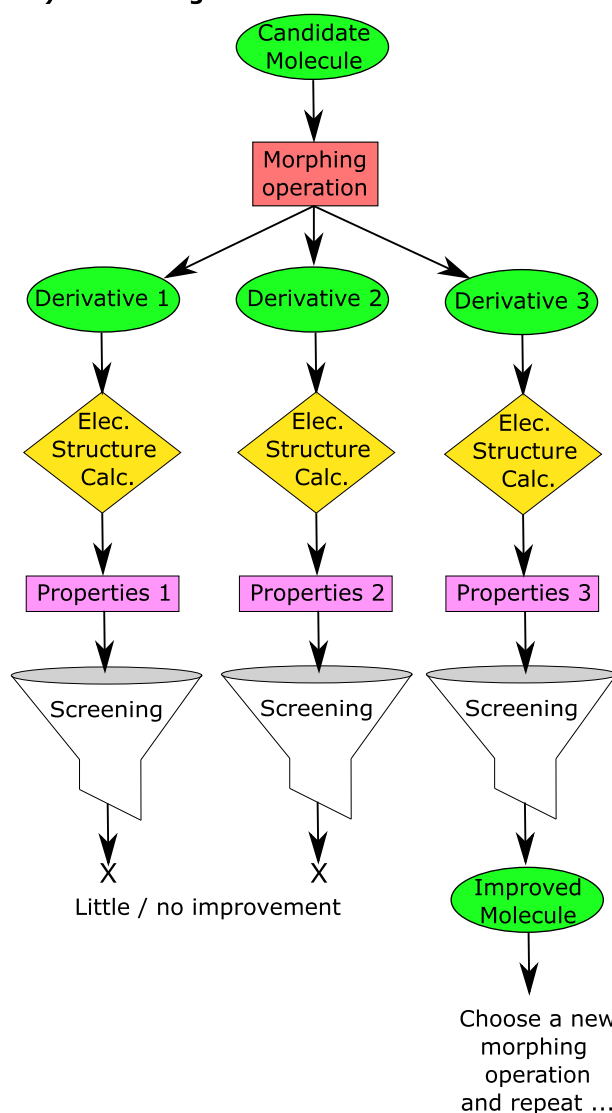 Candidate
Molecule
Morphing
operation
Derivative 1
Derivative 2
Derivative 3
Elec.
Structure
Calc.
Elec.
Structure
Calc.
Elec.
Structure
Calc.
Properties 1
Properties 2
Properties 3
Screening
Screening
Screening
X
X
Little / no improvement
Improved
Molecule
Choose a new
morphing
operation
and repeat ...